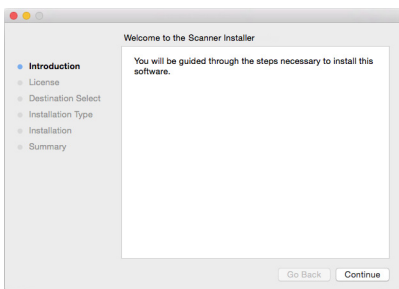 Welcome to the Scanner Installer
Introduction
License
Destination Select
Installation Type
Installation
Summary
You will be guided through the steps necessary to install this
software.
Go Back
Continue